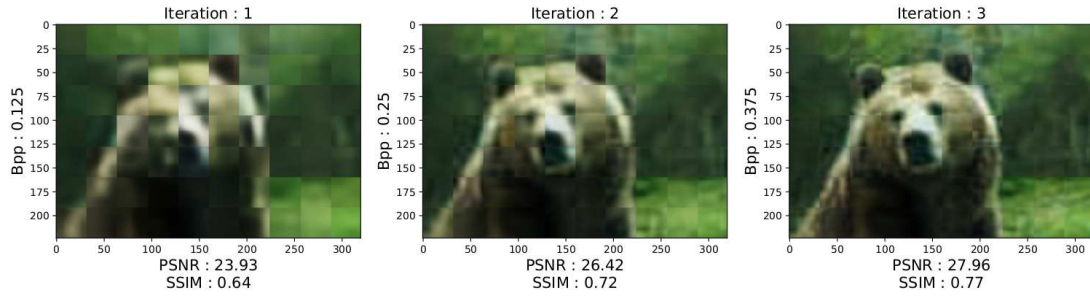 Iteration : 1
0
25
50
75
100
125
150
175
200
Bpp : 0.125
0 50 100 150 200 250 300
PSNR : 23.93
SSIM : 0.64
Iteration : 2
0
25
50
75
100
125
150
175
200
Bpp : 0.25
0 50 100 150 200 250 300
PSNR : 26.42
SSIM : 0.72
Iteration : 3
0
25
50
75
100
125
150
175
200
Bpp : 0.375
0 50 100 150 200 250 300
PSNR : 27.96
SSIM : 0.77